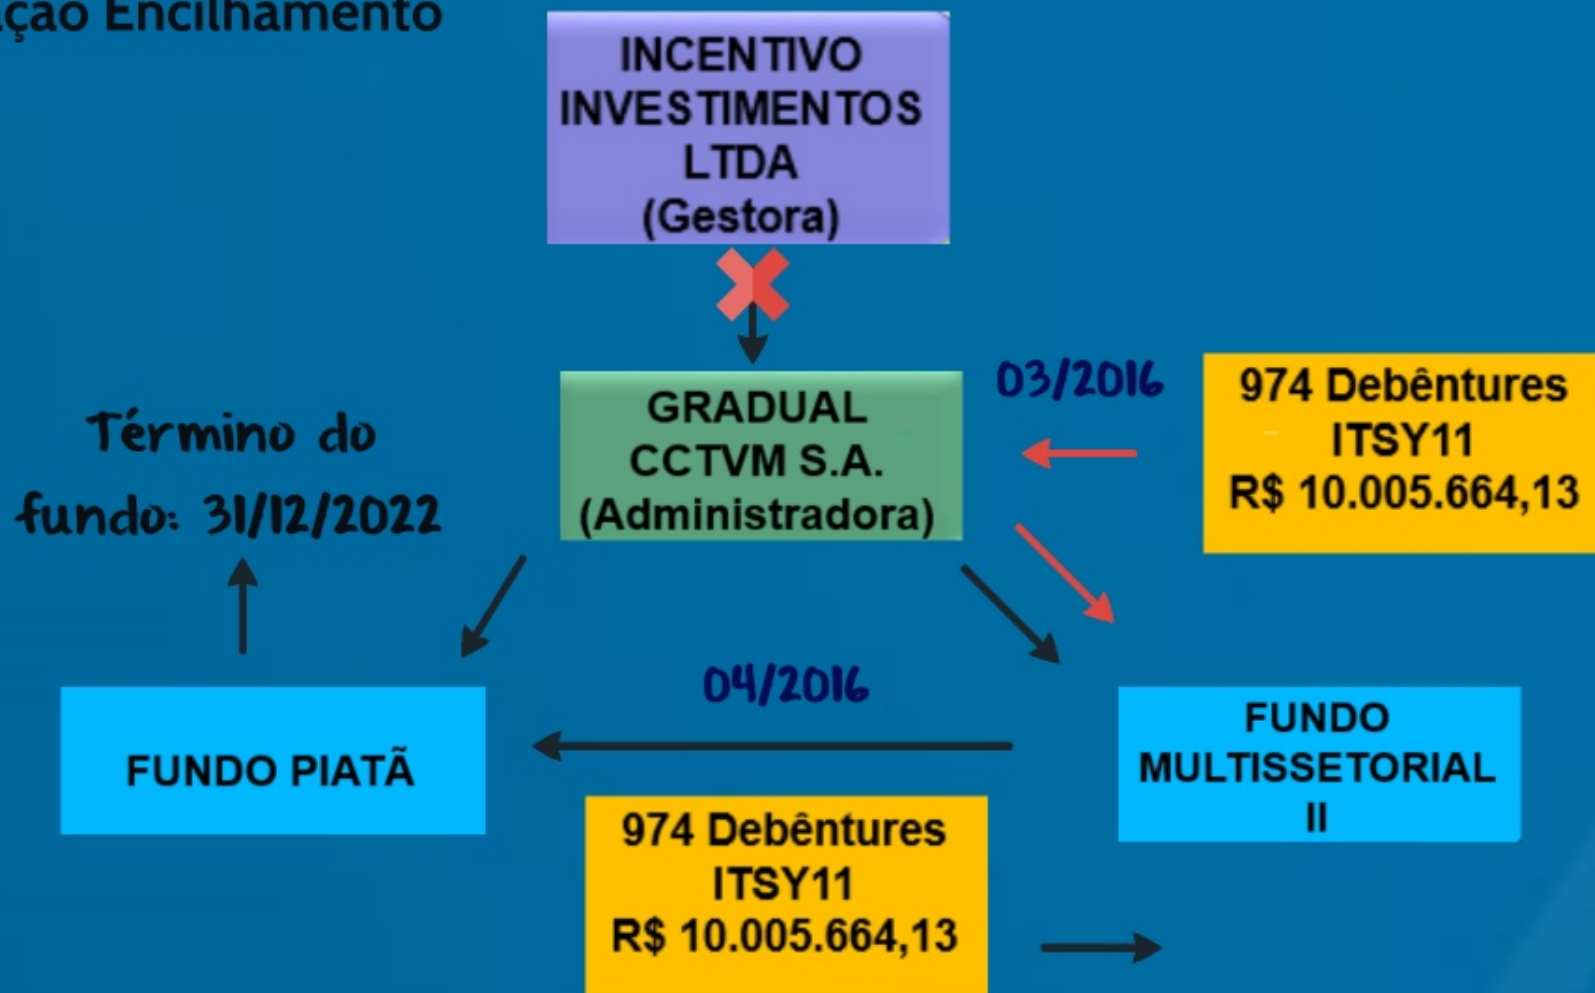 Encilhamento
INCENTIVO
INVESTIMENTOS
LTDA
(Gestora)
GRADUAL
CCTVM S.A.
(Administradora)
03/2016
974 Debêntures
ITSY11
R$ 10.005.664,13
Término do
fundo: 31/12/2022
04/2016
FUNDO PIATÃ
FUNDO
MULTISSETORIAL
II
974 Debêntures
ITSY11
R$ 10.005.664,13